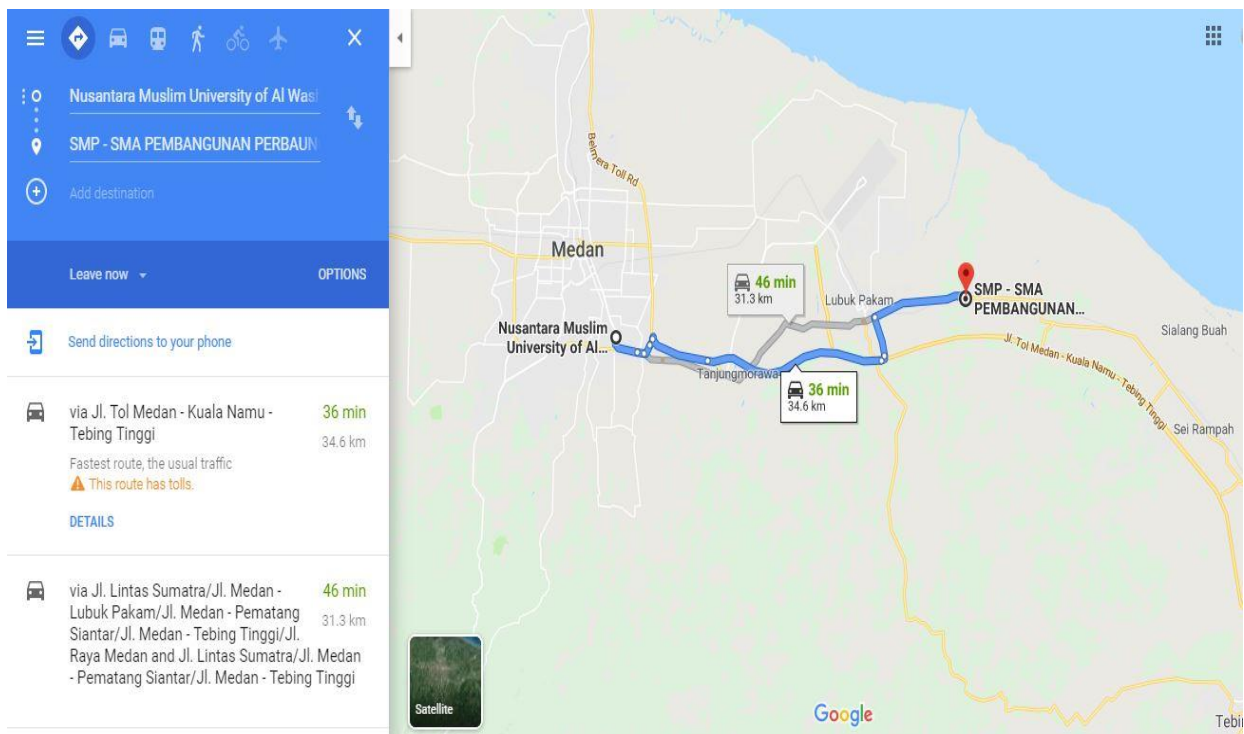 Nusantara Muslim University of Al Was
SMP - SMA PEMBANGUNAN PERBAUN
Add destination
Leave now
OPTIONS
Send directions to your phone
via Jl. Tol Medan - Kuala Namu -
Tebing Tinggi
36 min
34.6 km
Fastest route, the usual traffic
This route has tolls.
DETAILS
via Jl. Lintas Sumatra/Jl. Medan -
Lubuk Pakam/Jl. Medan - Pematang
Siantar/Jl. Medan - Tebing Tinggi/Jl.
Raya Medan and Jl. Lintas Sumatra/Jl. Medan
- Pematang Siantar/Jl. Medan - Tebing Tinggi
46 min
31.3 km
Belmera Toll Rd
Medan
46 min
31.3 km
Lubuk Pakam
SMP - SMA
PEMBANGUNAN...
Nusantara Muslim
University of Al...
Sialang Buah
Jl. Tol Medan - Kuala Namu - Tebing Tinggi
Tanjungmorawa
36 min
34.6 km
Sei Rampah
Satellite
Google
Tebin